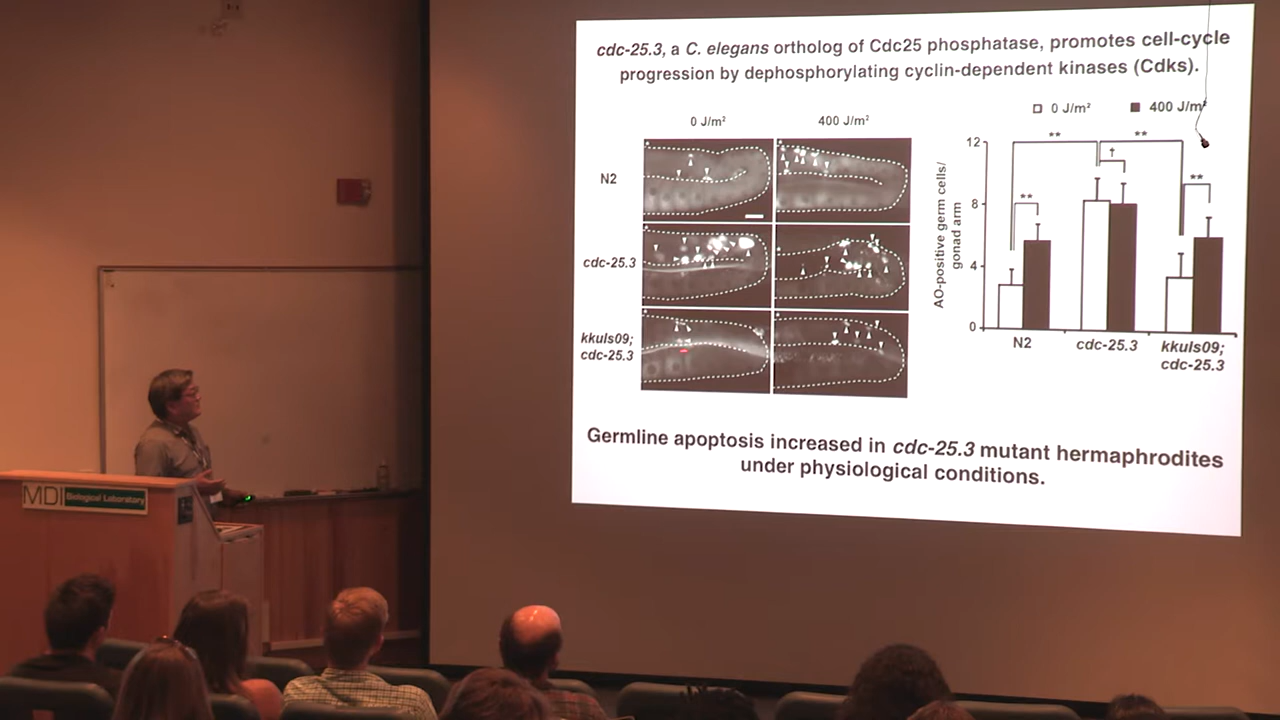 cdc-25.3, a C. elegans ortholog of Cdc25 phosphatase, promotes cell-cycle
progression by dephosphorylating cyclin-dependent kinases (Cdks).
0 J/m² 400 J/m²
0 J/m² 400 J/m²
N2
cdc-25.3
kkuIs09;
cdc-25.3
AO-positive germ cells/
gonad arm
12
8
4
0
** **
** † **
N2 cdc-25.3 kkuIs09;
cdc-25.3
Germline apoptosis increased in cdc-25.3 mutant hermaphrodites
under physiological conditions.
MDI Biological Laboratory